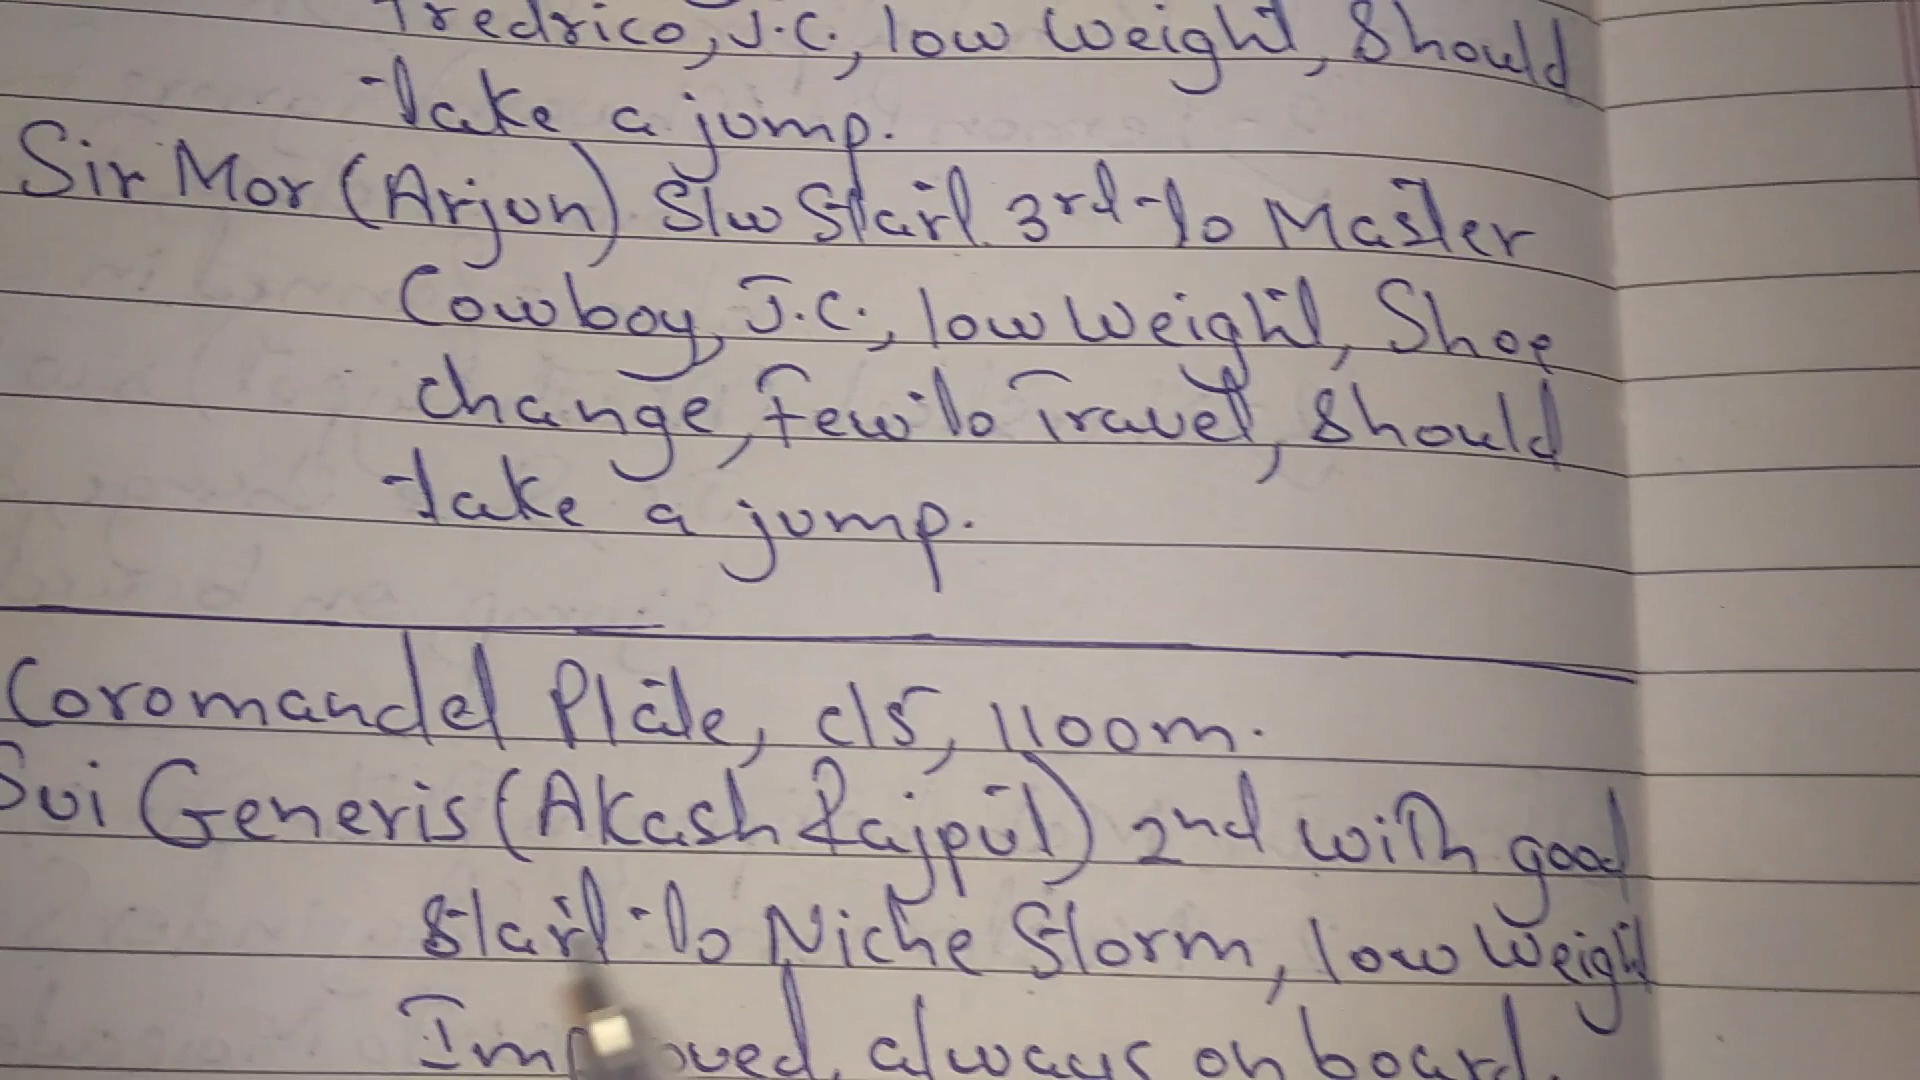 Fredrico, J.C., low weight, Should
take a jump.
Sir Mor (Arjun) Slw Start 3rd to Master
Cowboy, J.C., low weight, Shoe
change, Few to Travel, Should
take a jump.
Coromandel Plate, cl5, 1100m.
Sui Generis (Akash Rajput) 2nd with good
Start to Niche Storm, low weight
Improved, always on board.